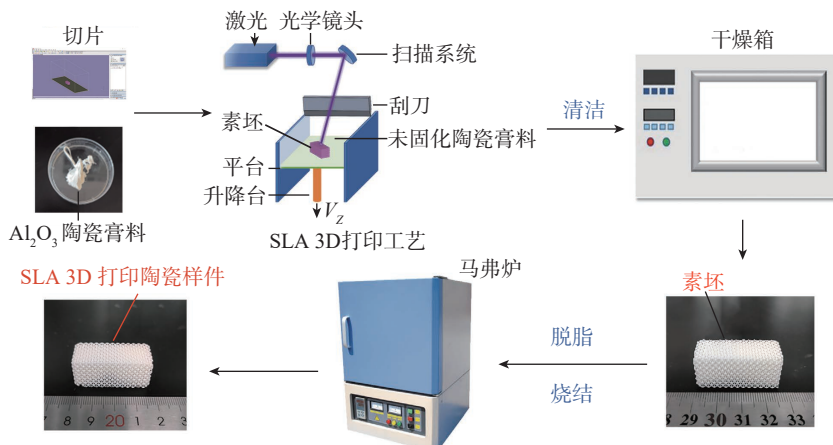 切片
激光
光学镜头
扫描系统
干燥箱
刮刀
清洁
素坯
未固化陶瓷膏料
平台
升降台
V_Z
Al₂O₃ 陶瓷膏料
SLA 3D打印工艺
SLA 3D 打印陶瓷样件
马弗炉
素坯
脱脂
烧结
7 8 9 20 1 2 3
29 30 31 32 33